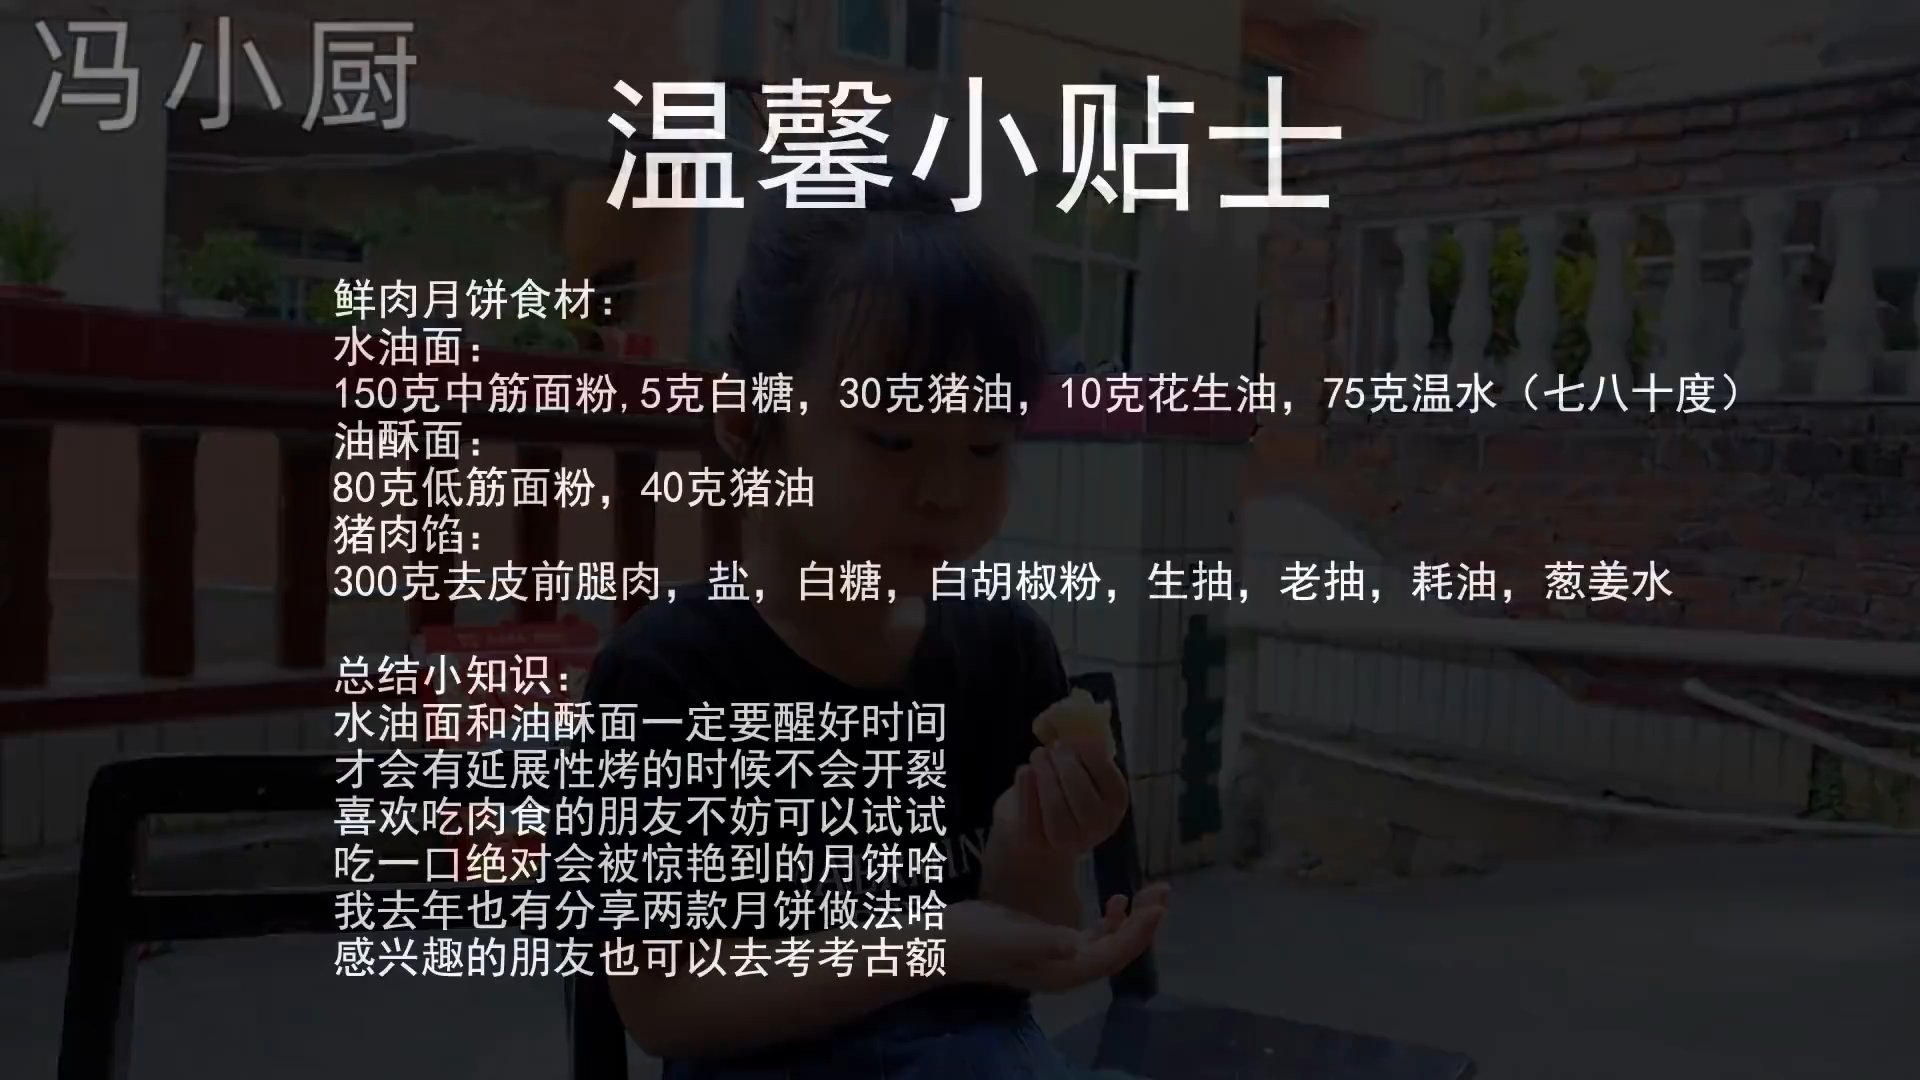 冯小厨
温馨小贴士
鲜肉月饼食材：
水油面：
150克中筋面粉,5克白糖，30克猪油，10克花生油，75克温水（七八十度）
油酥面：
80克低筋面粉，40克猪油
猪肉馅：
300克去皮前腿肉，盐，白糖，白胡椒粉，生抽，老抽，耗油，葱姜水
总结小知识：
水油面和油酥面一定要醒好时间
才会有延展性烤的时候不会开裂
喜欢吃肉食的朋友不妨可以试试
吃一口绝对会被惊艳到的月饼哈
我去年也有分享两款月饼做法哈
感兴趣的朋友也可以去考考古额